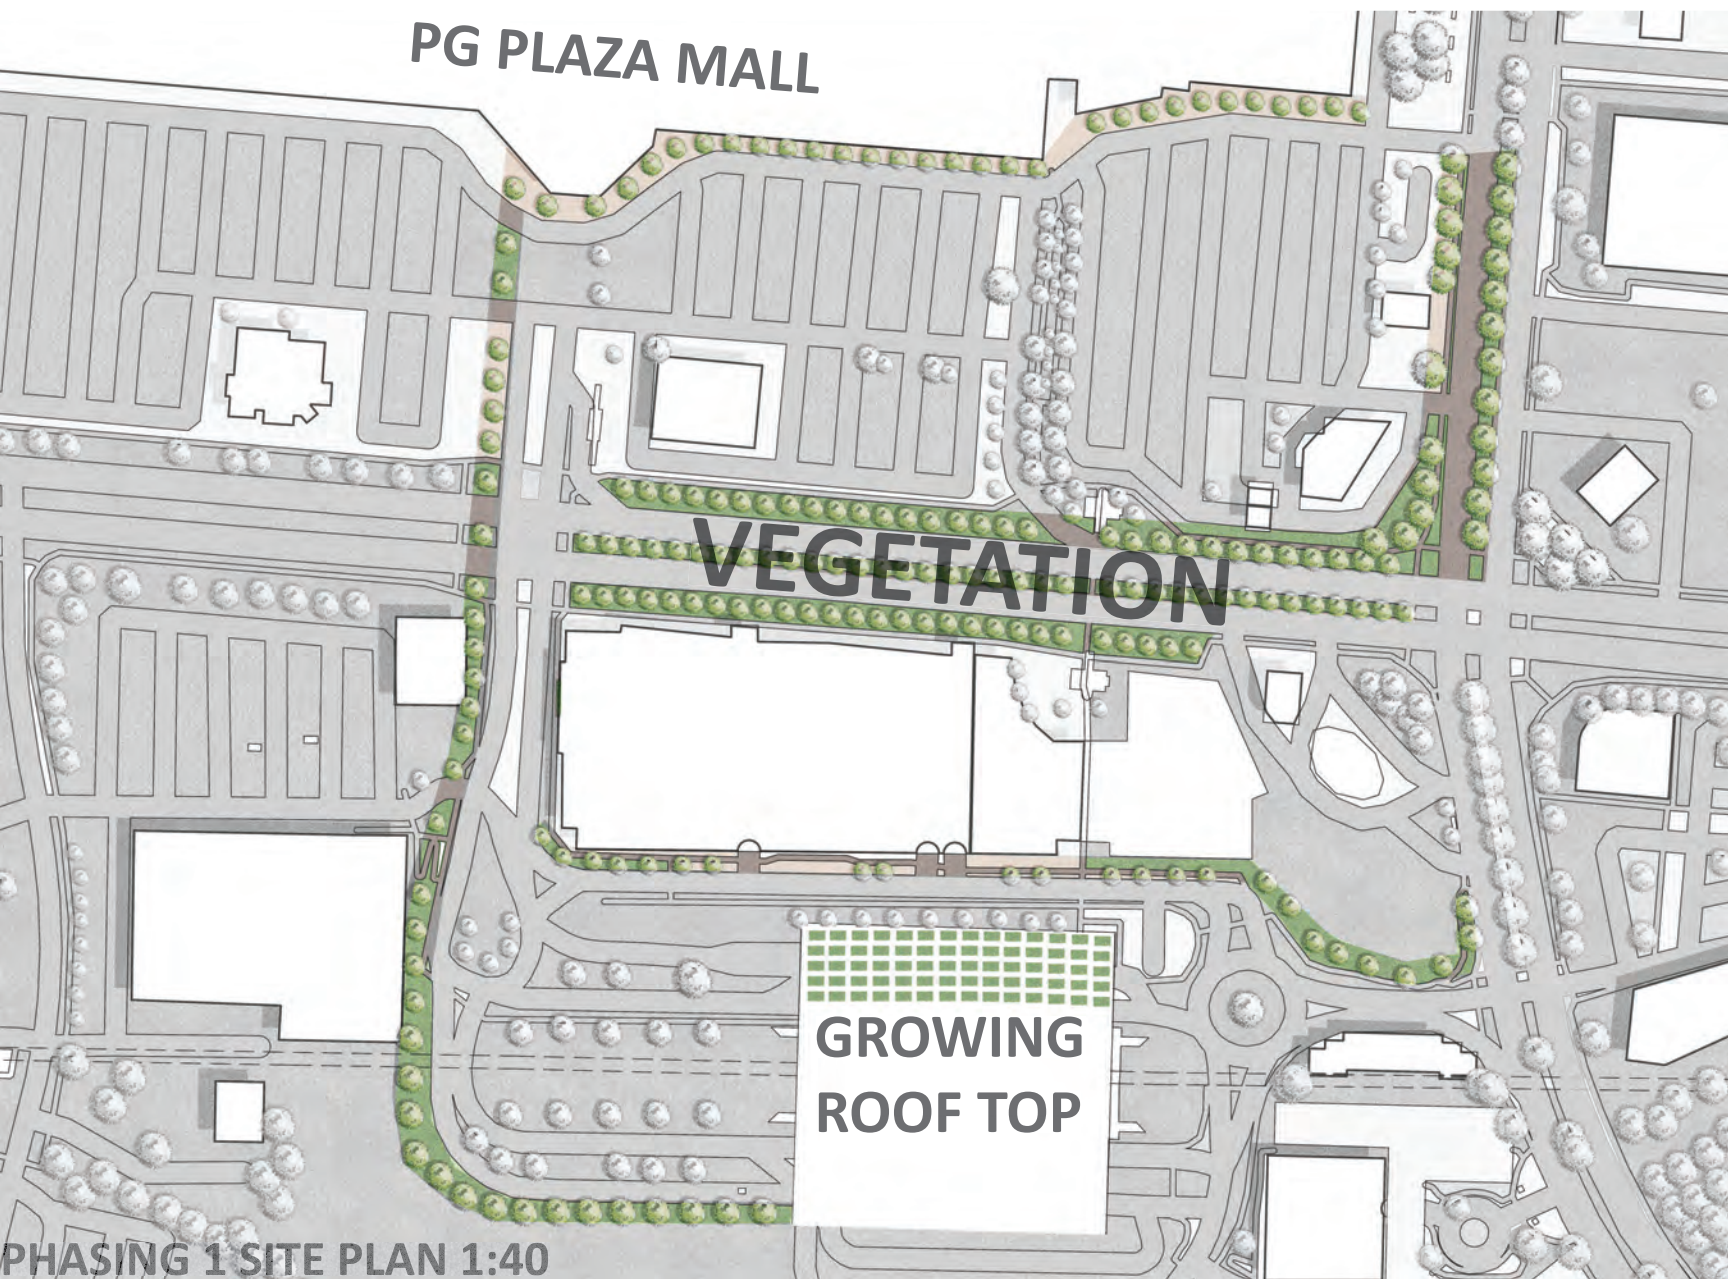 PG PLAZA MALL
VEGETATION
GROWING
ROOF TOP
PHASING 1 SITE PLAN 1:40